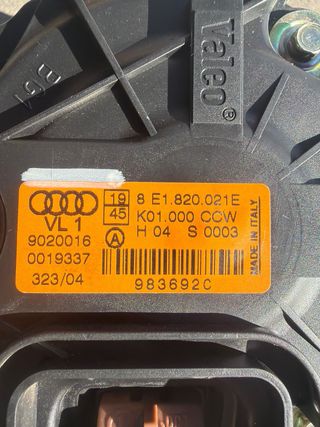 Valeo®
B/G1
19
45
8 E1.820.021E
K01.000 CCW
VL 1
A
H 04 S 0003
MADE IN ITALY
9020016
0019337
323/04
983692C